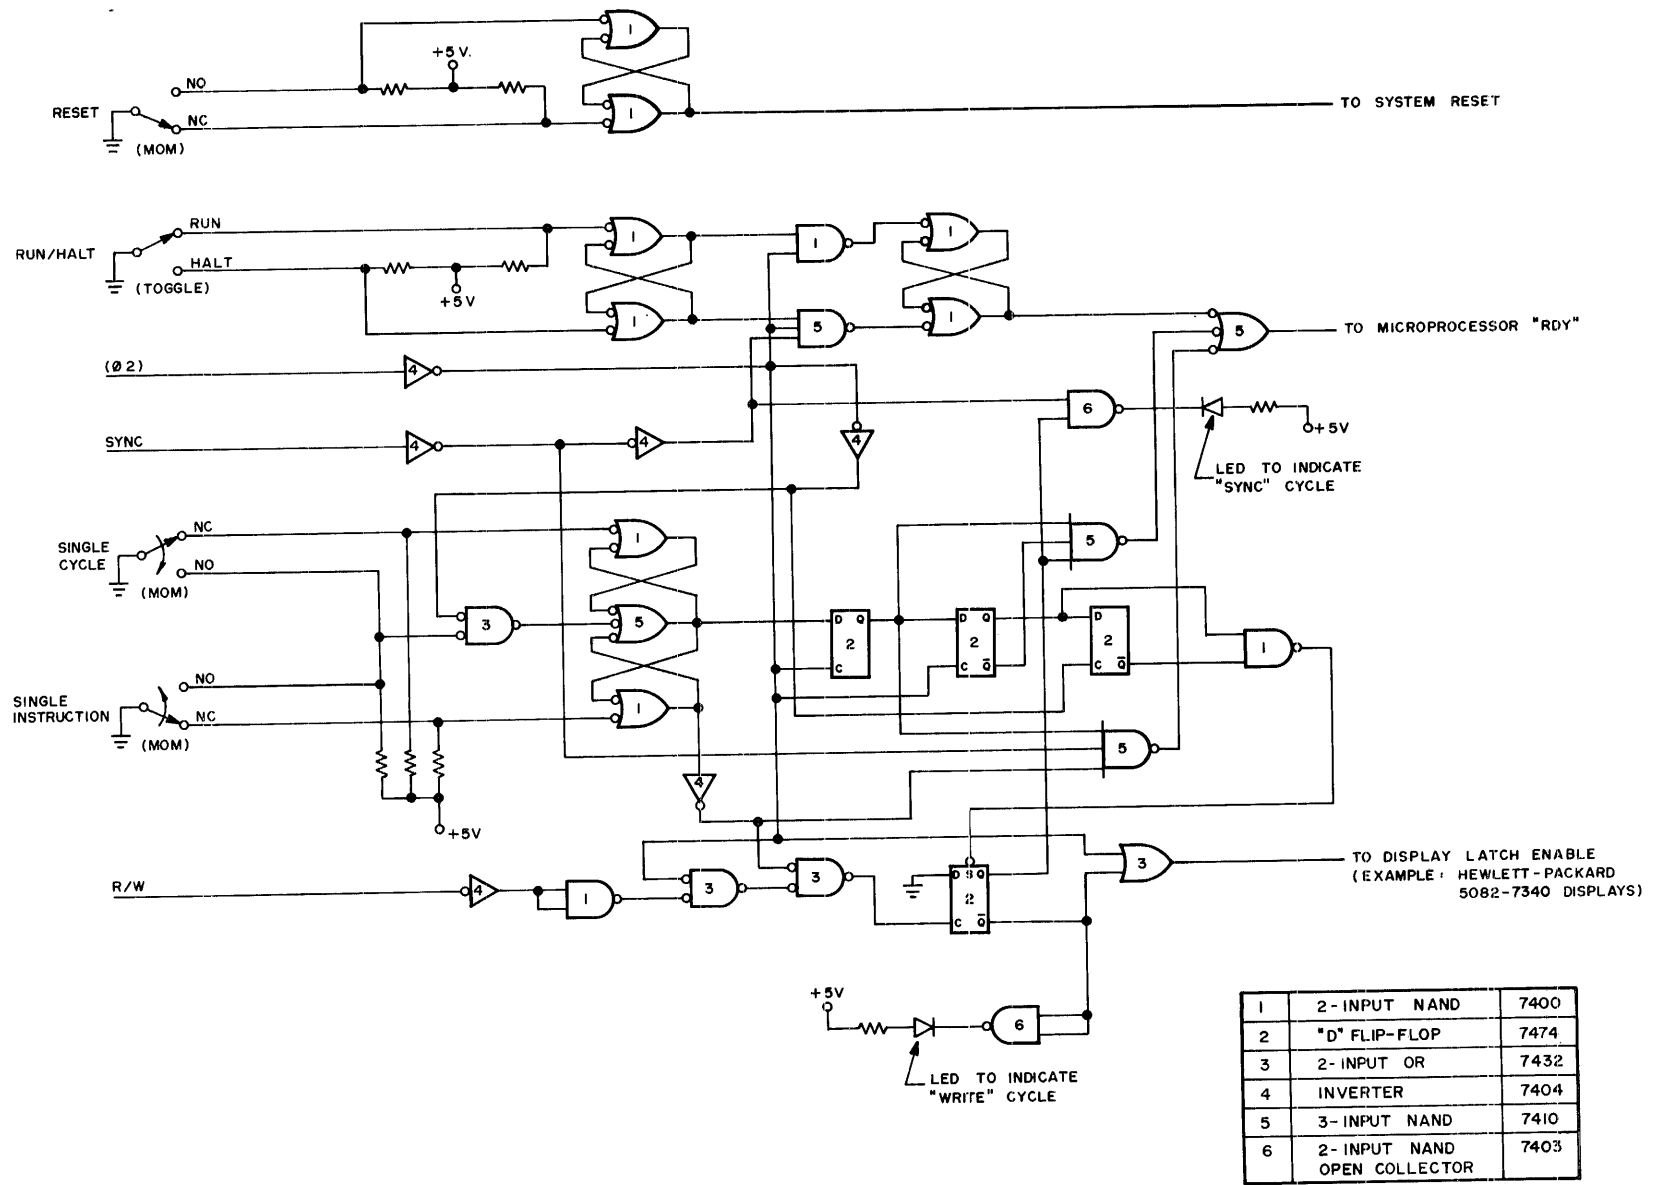 +5 V.
NO
RESET
NC
(MOM)
1
1
TO SYSTEM RESET
RUN
RUN/HALT
HALT
(TOGGLE)
+5V
1
1
1
5
1
1
5
TO MICROPROCESSOR "RDY"
(Ø2)
4
SYNC
4
4
4
6
+5V
LED TO INDICATE
"SYNC" CYCLE
SINGLE
CYCLE
NC
NO
(MOM)
1
5
3
5
1
D Q
2
C
D Q
2
C Q̅
D
2
C Q̅
1
SINGLE
INSTRUCTION
NO
NC
(MOM)
+5V
4
5
R/W
4
1
3
3
D S Q
2
C Q̅
3
TO DISPLAY LATCH ENABLE
(EXAMPLE: HEWLETT-PACKARD
5082-7340 DISPLAYS)
+5V
6
LED TO INDICATE
"WRITE" CYCLE
1 2-INPUT NAND 7400
2 "D" FLIP-FLOP 7474
3 2-INPUT OR 7432
4 INVERTER 7404
5 3-INPUT NAND 7410
6 2-INPUT NAND 7403
OPEN COLLECTOR